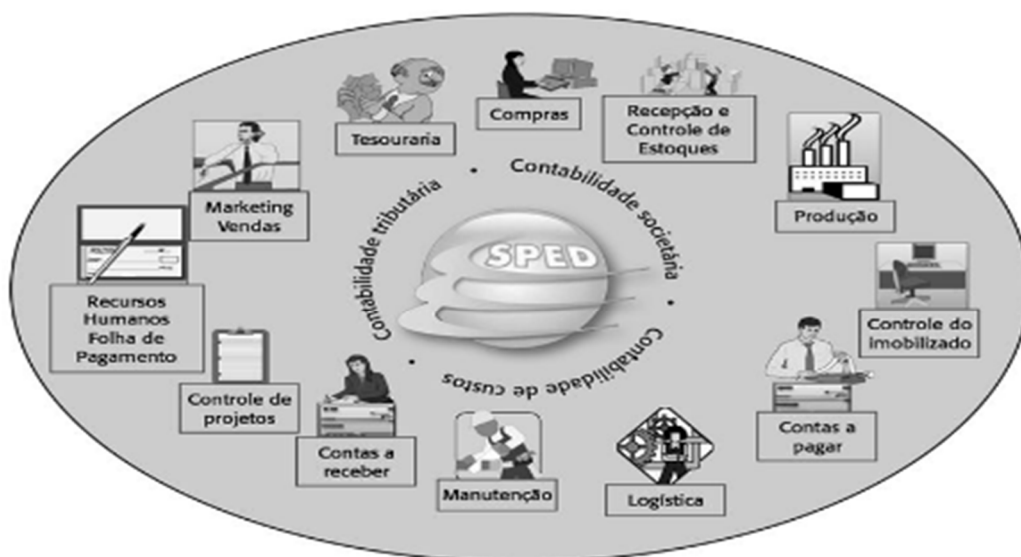 Tesouraria
Compras
Recepção e
Controle de
Estoques
Marketing
Vendas
Produção
Contabilidade tributária
Contabilidade societária
SPED
Contabilidade de custos
Recursos
Humanos
Folha de
Pagamento
Controle do
imobilizado
Controle de
projetos
Contas a
receber
Manutenção
Logística
Contas a
pagar